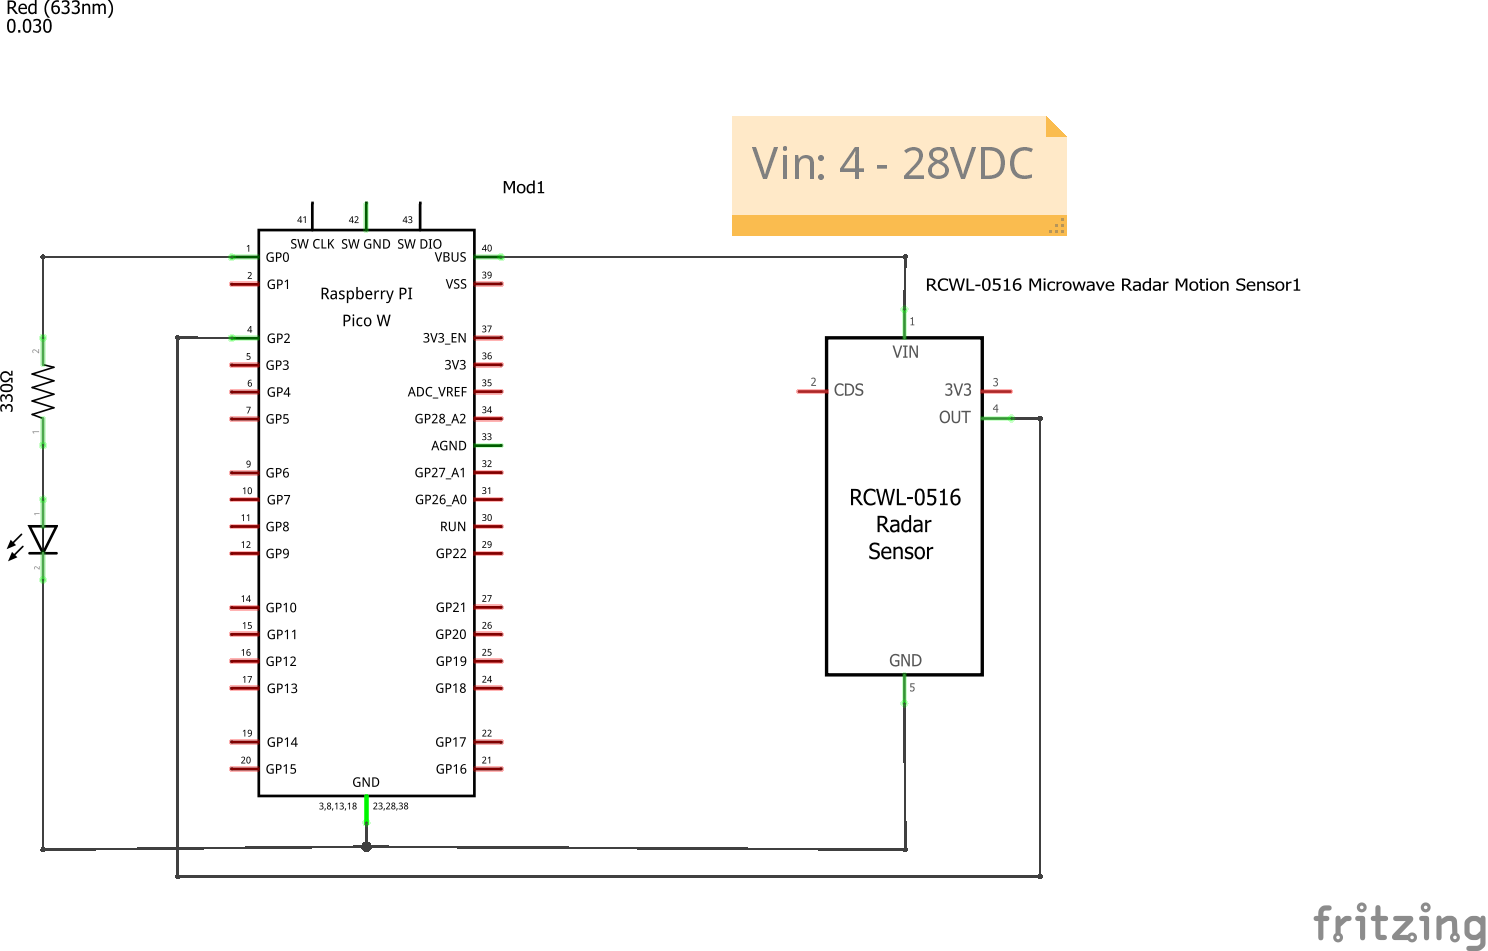 Red (633nm)
0.030
Vin: 4 - 28VDC
Mod1
41 42 43
SW CLK SW GND SW DIO
1 GP0 VBUS 40
2 GP1 VSS 39
Raspberry PI
Pico W
4 GP2 3V3_EN 37
5 GP3 3V3 36
6 GP4 ADC_VREF 35
7 GP5 GP28_A2 34
AGND 33
9 GP6 GP27_A1 32
10 GP7 GP26_A0 31
11 GP8 RUN 30
12 GP9 GP22 29
14 GP10 GP21 27
15 GP11 GP20 26
16 GP12 GP19 25
17 GP13 GP18 24
19 GP14 GP17 22
20 GP15 GP16 21
GND
3,8,13,18 23,28,38
2
330Ω
1
1
2
RCWL-0516 Microwave Radar Motion Sensor1
1
VIN
2 CDS 3V3 3
OUT 4
RCWL-0516
Radar
Sensor
GND
5
fritzing